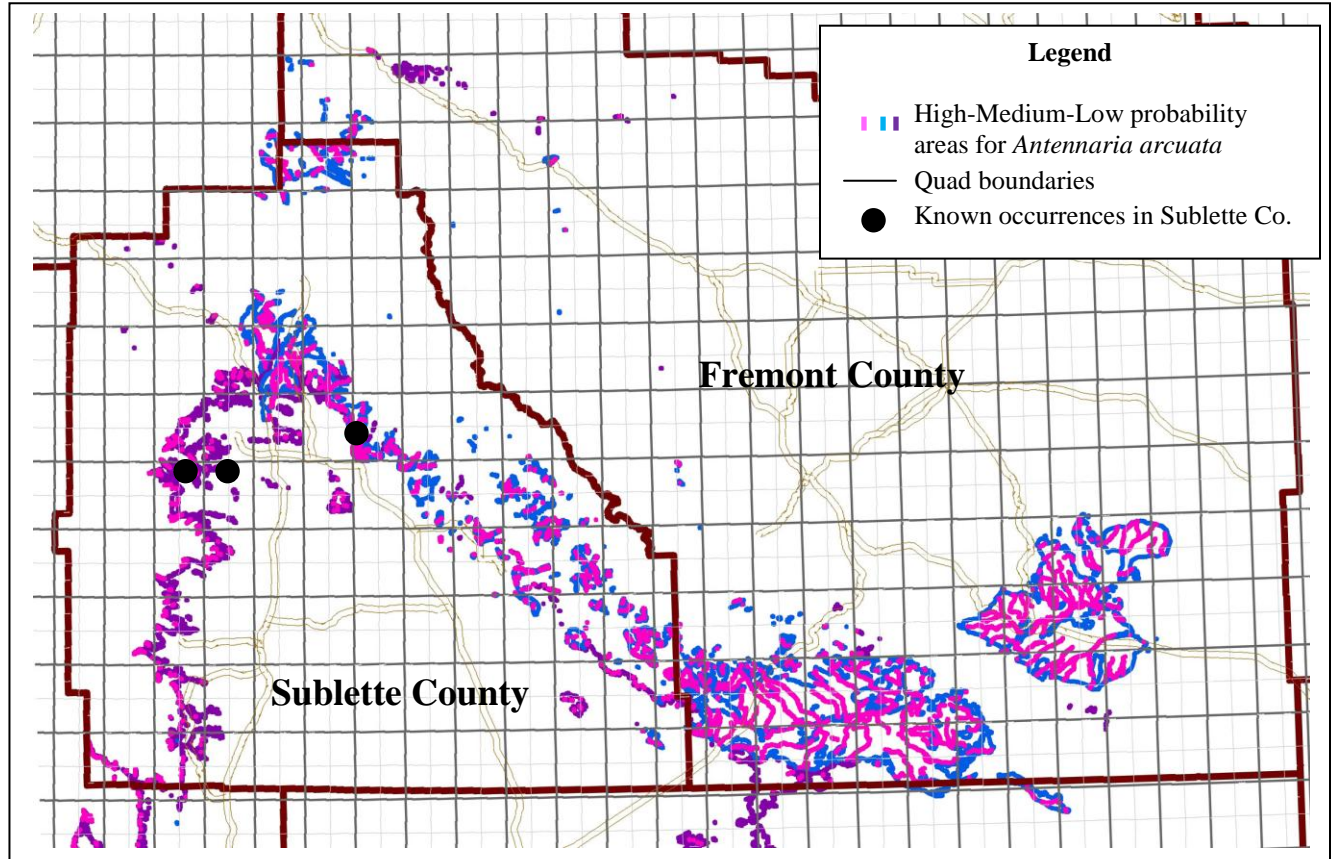 Legend
High-Medium-Low probability
areas for Antennaria arcuata
Quad boundaries
Known occurrences in Sublette Co.
Fremont County
Sublette County